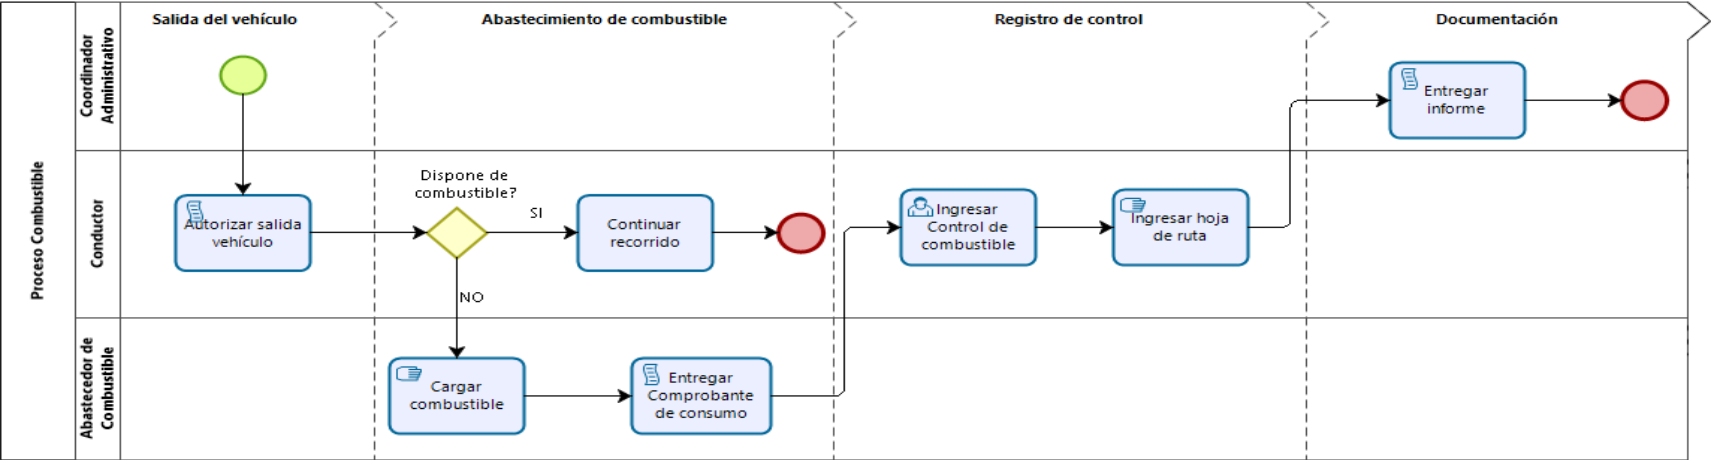 Salida del vehículo
Abastecimiento de combustible
Registro de control
Documentación
Proceso Combustible
Coordinador
Administrativo
Entregar
informe
Conductor
Autorizar salida
vehículo
Dispone de
combustible?
SI
NO
Continuar
recorrido
Ingresar
Control de
combustible
Ingresar hoja
de ruta
Abastecedor de
Combustible
Cargar
combustible
Entregar
Comprobante
de consumo